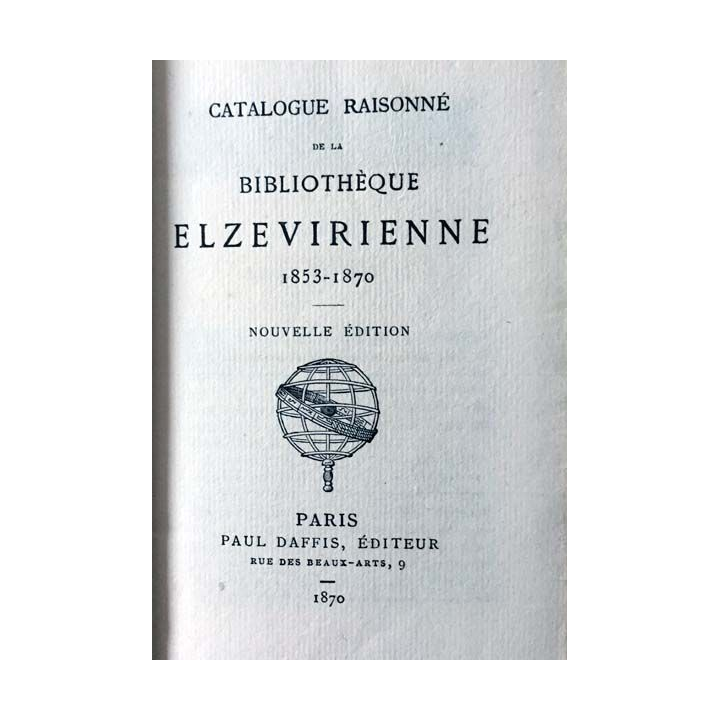 CATALOGUE RAISONNÉ
DE LA
BIBLIOTHÈQUE
ELZEVIRIENNE
1853-1870
NOUVELLE ÉDITION
PARIS
PAUL DAFFIS, ÉDITEUR
RUE DES BEAUX-ARTS, 9
1870